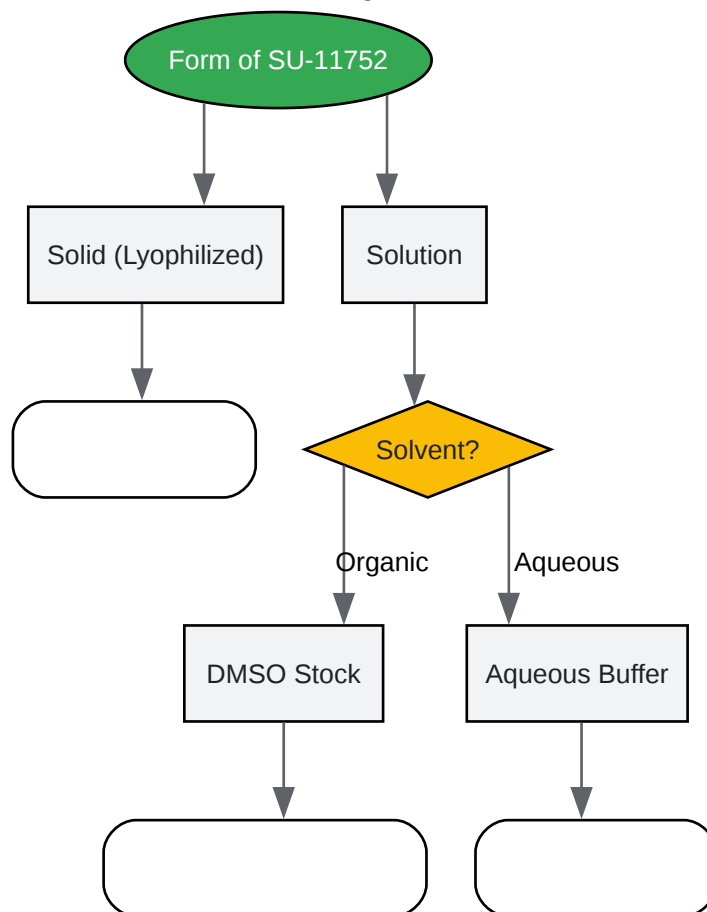 Form of SU-11752
Solid (Lyophilized)
Solution
Solvent?
Organic
Aqueous
DMSO Stock
Aqueous Buffer